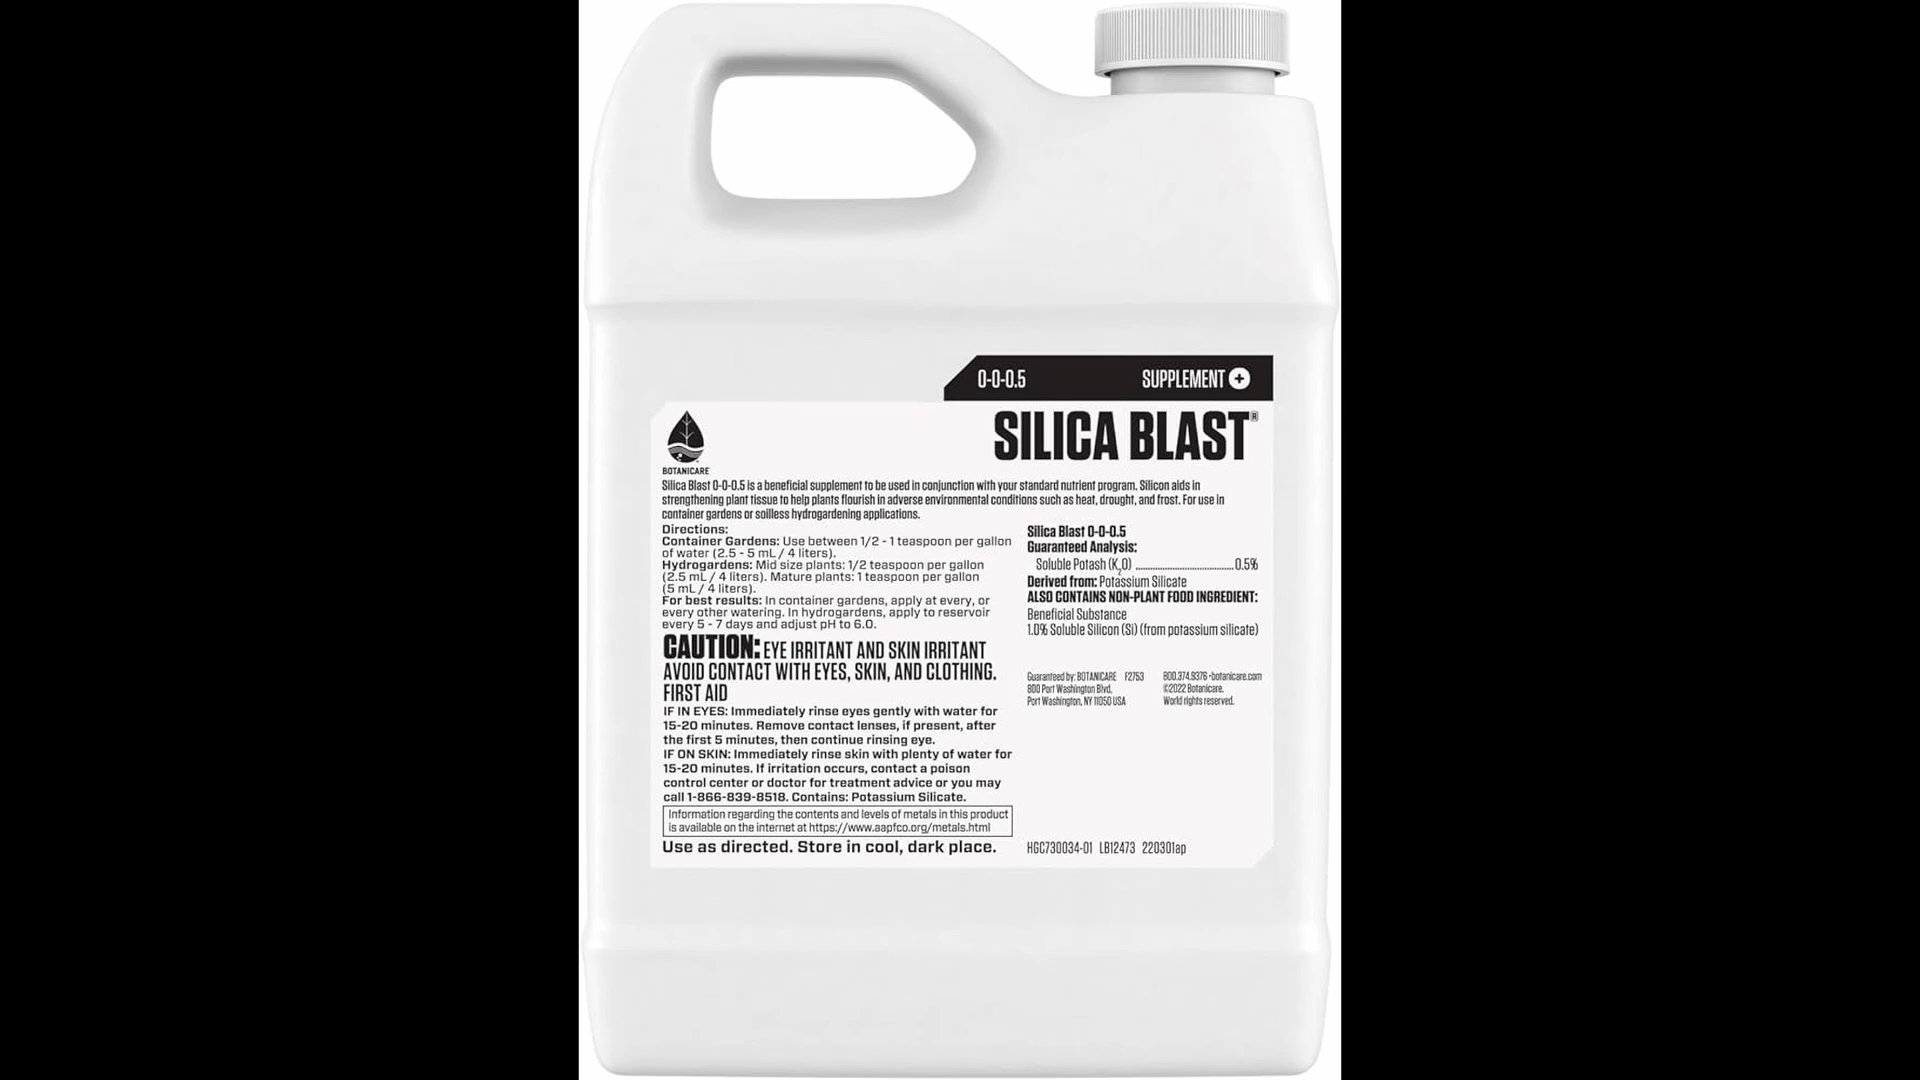 0-0-0.5 SUPPLEMENT +
SILICA BLAST®
BOTANICARE
Silica Blast 0-0-0.5 is a beneficial supplement to be used in conjunction with your standard nutrient program. Silicon aids in
strengthening plant tissue to help plants flourish in adverse environmental conditions such as heat, drought, and frost. For use in
container gardens or soilless hydrogardening applications.
Directions:
Container Gardens: Use between 1/2 - 1 teaspoon per gallon
of water (2.5 - 5 mL / 4 liters).
Hydrogardens: Mid size plants: 1/2 teaspoon per gallon
(2.5 mL / 4 liters). Mature plants: 1 teaspoon per gallon
(5 mL / 4 liters).
For best results: In container gardens, apply at every, or
every other watering. In hydrogardens, apply to reservoir
every 5 - 7 days and adjust pH to 6.0.
CAUTION: EYE IRRITANT AND SKIN IRRITANT
AVOID CONTACT WITH EYES, SKIN, AND CLOTHING.
FIRST AID
IF IN EYES: Immediately rinse eyes gently with water for
15-20 minutes. Remove contact lenses, if present, after
the first 5 minutes, then continue rinsing eye.
IF ON SKIN: Immediately rinse skin with plenty of water for
15-20 minutes. If irritation occurs, contact a poison
control center or doctor for treatment advice or you may
call 1-866-839-8518. Contains: Potassium Silicate.
Information regarding the contents and levels of metals in this product
is available on the internet at https://www.aapfco.org/metals.html
Use as directed. Store in cool, dark place.
Silica Blast 0-0-0.5
Guaranteed Analysis:
Soluble Potash (K₂O) ........................................ 0.5%
Derived from: Potassium Silicate
ALSO CONTAINS NON-PLANT FOOD INGREDIENT:
Beneficial Substance
1.0% Soluble Silicon (Si) (from potassium silicate)
Guaranteed by: BOTANICARE F2753
800 Port Washington Blvd,
Port Washington, NY 11050 USA
800.374.9376 • botanicare.com
©2022 Botanicare.
World rights reserved.
HGC730034-01 LB12473 220301ap